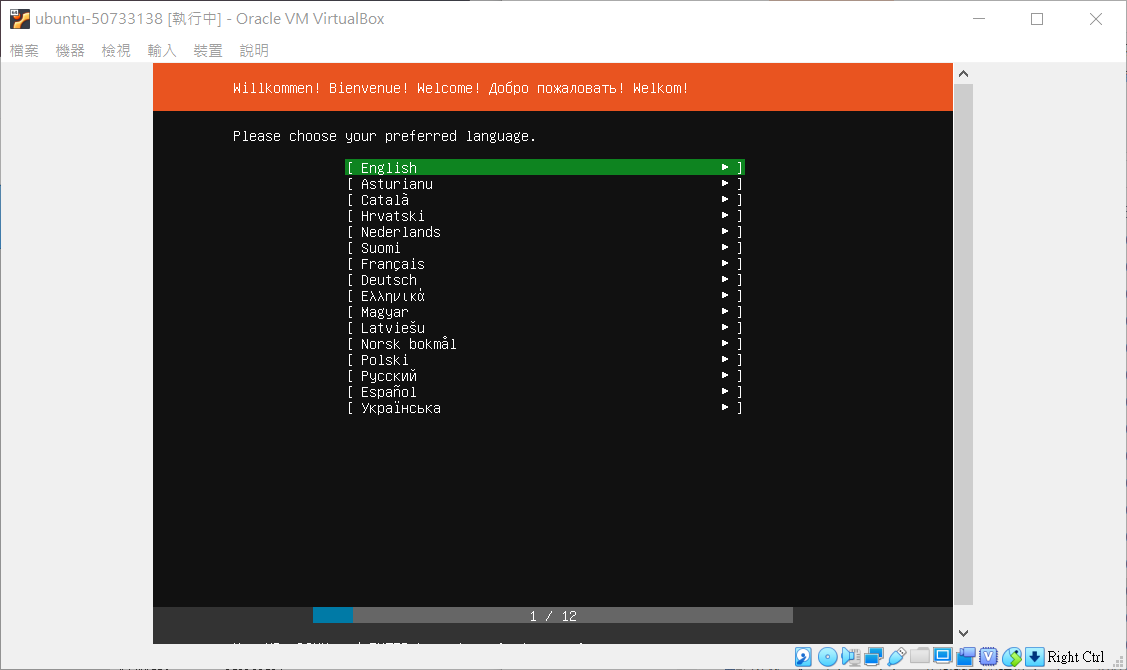 ubuntu-50733138 [執行中] - Oracle VM VirtualBox
檔案 機器 檢視 輸入 裝置 說明
Willkommen! Bienvenue! Welcome! Добро пожаловать! Welkom!
Please choose your preferred language.
[ English ▸ ]
[ Asturianu ▸ ]
[ Català ▸ ]
[ Hrvatski ▸ ]
[ Nederlands ▸ ]
[ Suomi ▸ ]
[ Français ▸ ]
[ Deutsch ▸ ]
[ Ελληνικά ▸ ]
[ Magyar ▸ ]
[ Latviešu ▸ ]
[ Norsk bokmål ▸ ]
[ Polski ▸ ]
[ Русский ▸ ]
[ Español ▸ ]
[ Українська ▸ ]
1 / 12
Right Ctrl